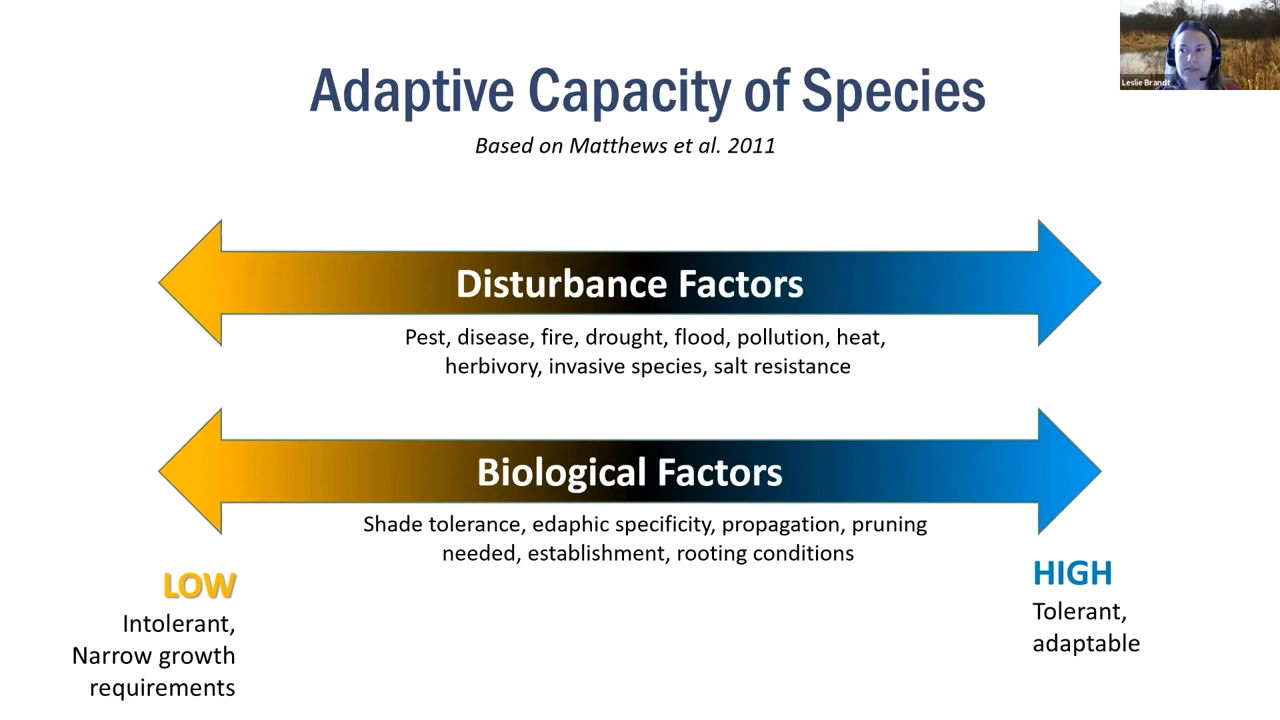 Adaptive Capacity of Species
Based on Matthews et al. 2011
Leslie Brandt
Disturbance Factors
Pest, disease, fire, drought, flood, pollution, heat,
herbivory, invasive species, salt resistance
Biological Factors
Shade tolerance, edaphic specificity, propagation, pruning
needed, establishment, rooting conditions
LOW
Intolerant,
Narrow growth
requirements
HIGH
Tolerant,
adaptable